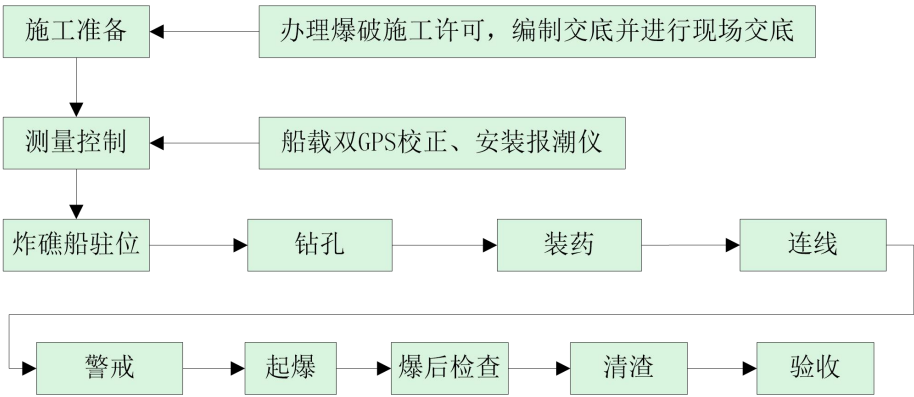 施工准备
办理爆破施工许可，编制交底并进行现场交底
测量控制
船载双GPS校正、安装报潮仪
炸礁船驻位
钻孔
装药
连线
警戒
起爆
爆后检查
清渣
验收